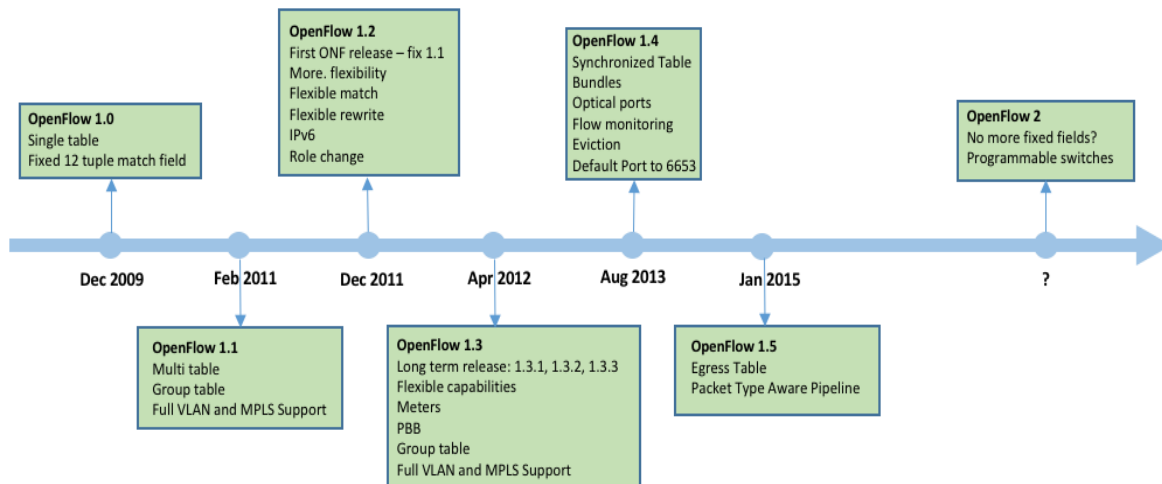 OpenFlow 1.0
Single table
Fixed 12 tuple match field
OpenFlow 1.2
First ONF release – fix 1.1
More. flexibility
Flexible match
Flexible rewrite
IPv6
Role change
OpenFlow 1.4
Synchronized Table
Bundles
Optical ports
Flow monitoring
Eviction
Default Port to 6653
OpenFlow 2
No more fixed fields?
Programmable switches
Dec 2009
Feb 2011
Dec 2011
Apr 2012
Aug 2013
Jan 2015
?
OpenFlow 1.1
Multi table
Group table
Full VLAN and MPLS Support
OpenFlow 1.3
Long term release: 1.3.1, 1.3.2, 1.3.3
Flexible capabilities
Meters
PBB
Group table
Full VLAN and MPLS Support
OpenFlow 1.5
Egress Table
Packet Type Aware Pipeline